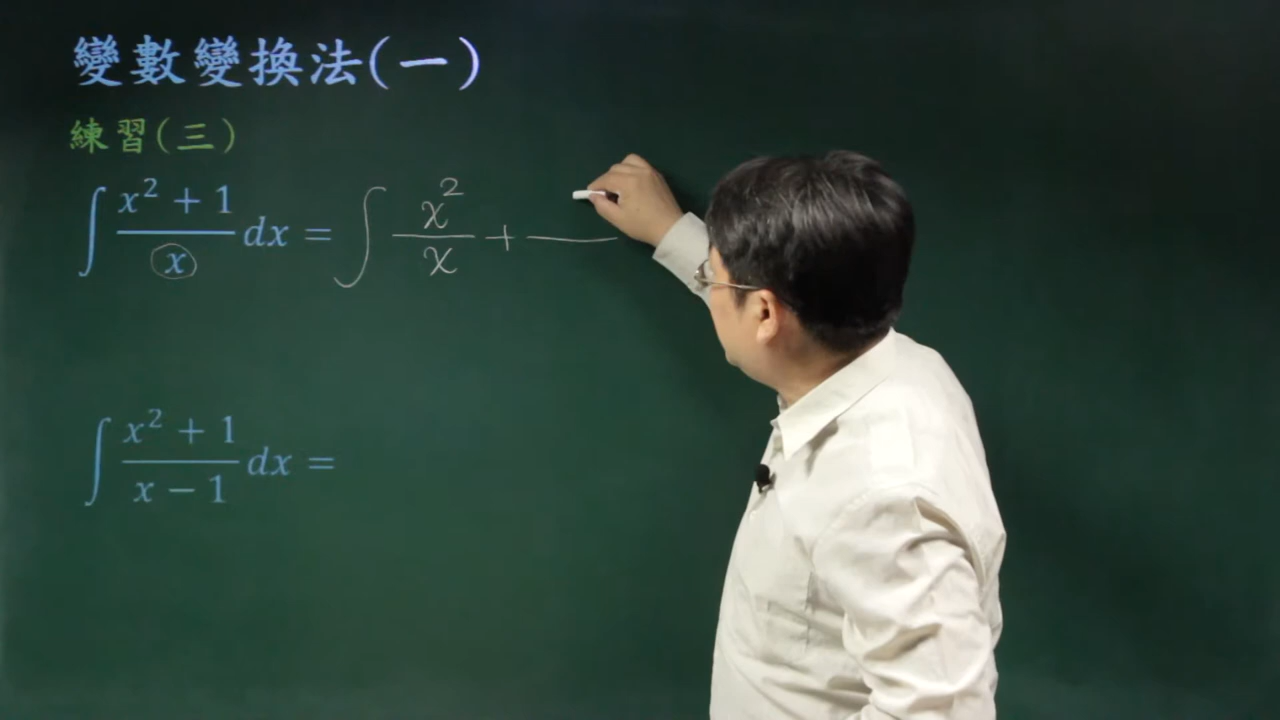 變數變換法(一)
練習(三)
∫ (x² + 1)/x dx = ∫ x²/x +
∫ (x² + 1)/(x − 1) dx =